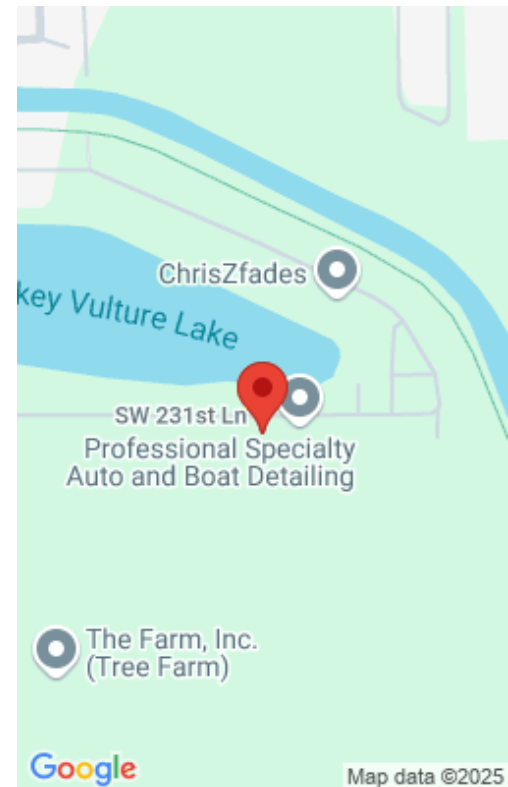 ChrisZfades
key Vulture Lake
SW 231st Ln
Professional Specialty
Auto and Boat Detailing
The Farm, Inc.
(Tree Farm)
Google
Map data ©2025